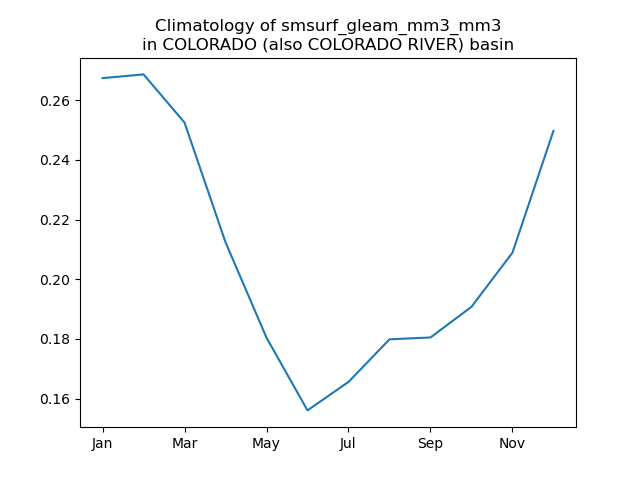 Climatology of smsurf_gleam_mm3_mm3
in COLORADO (also COLORADO RIVER) basin
0.26
0.24
0.22
0.20
0.18
0.16
Jan Mar May Jul Sep Nov